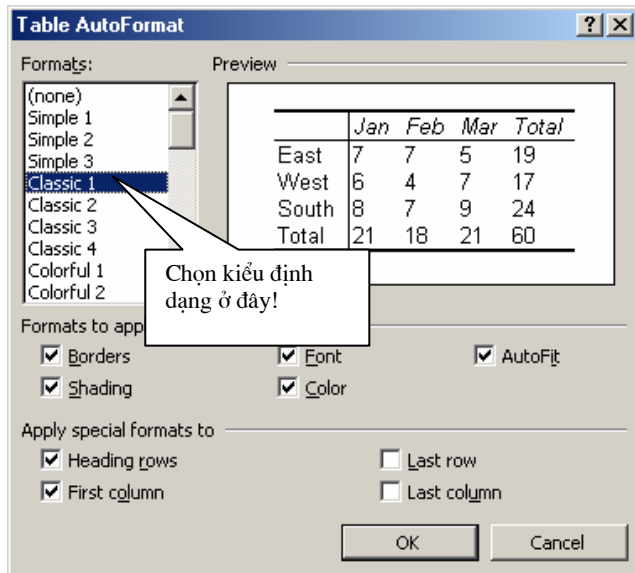 Table AutoFormat
Formats: Preview
(none)
Simple 1
Simple 2
Simple 3
Classic 1
Classic 2
Classic 3
Classic 4
Colorful 1
Colorful 2
Jan Feb Mar Total
East 7 7 5 19
West 6 4 7 17
South 8 7 9 24
Total 21 18 21 60
Chọn kiểu định
dạng ở đây!
Formats to app
Borders Font AutoFit
Shading Color
Apply special formats to
Heading rows Last row
First column Last column
OK Cancel